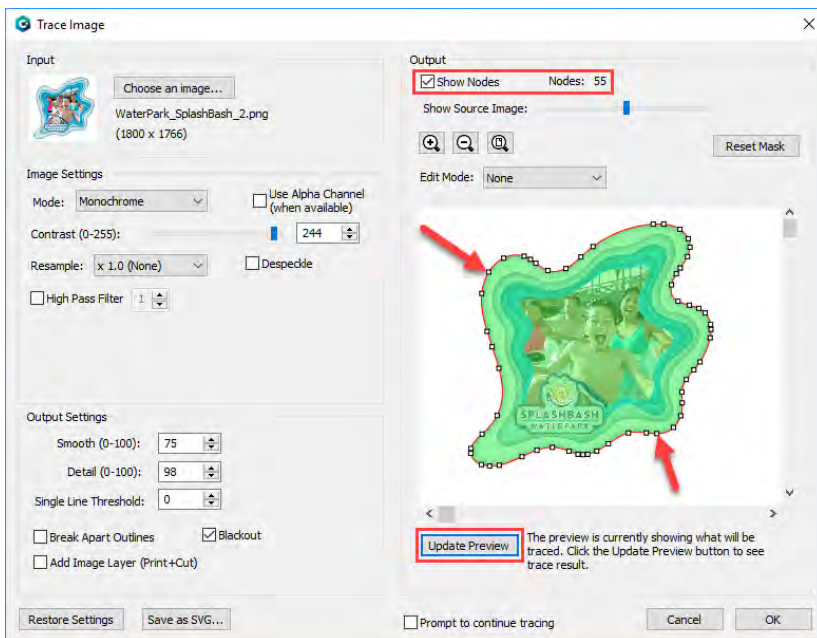 Trace Image
Input
Choose an image...
WaterPark_SplashBash_2.png
(1800 x 1766)
Image Settings
Mode: Monochrome
Use Alpha Channel
(when available)
Contrast (0-255): 244
Resample: x 1.0 (None)
Despeckle
High Pass Filter 1
Output Settings
Smooth (0-100): 75
Detail (0-100): 98
Single Line Threshold: 0
Break Apart Outlines
Blackout
Add Image Layer (Print+Cut)
Restore Settings
Save as SVG...
Output
Show Nodes Nodes: 55
Show Source Image:
Reset Mask
Edit Mode: None
SPLASHBASH
WATERPARK
Update Preview
The preview is currently showing what will be
traced. Click the Update Preview button to see
trace result.
Prompt to continue tracing
Cancel
OK